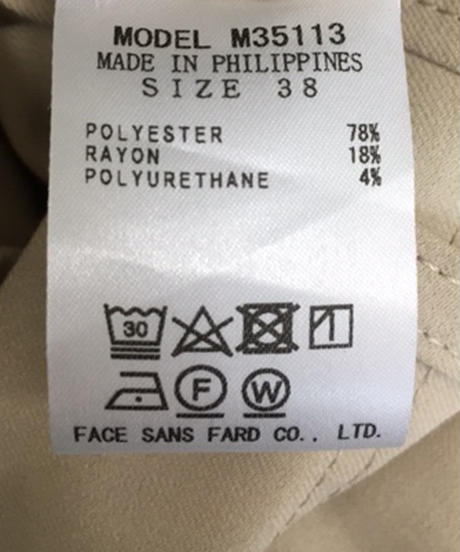 MODEL M35113
MADE IN PHILIPPINES
SIZE 38
POLYESTER 78%
RAYON 18%
POLYURETHANE 4%
30
F W
FACE SANS FARD CO., LTD.